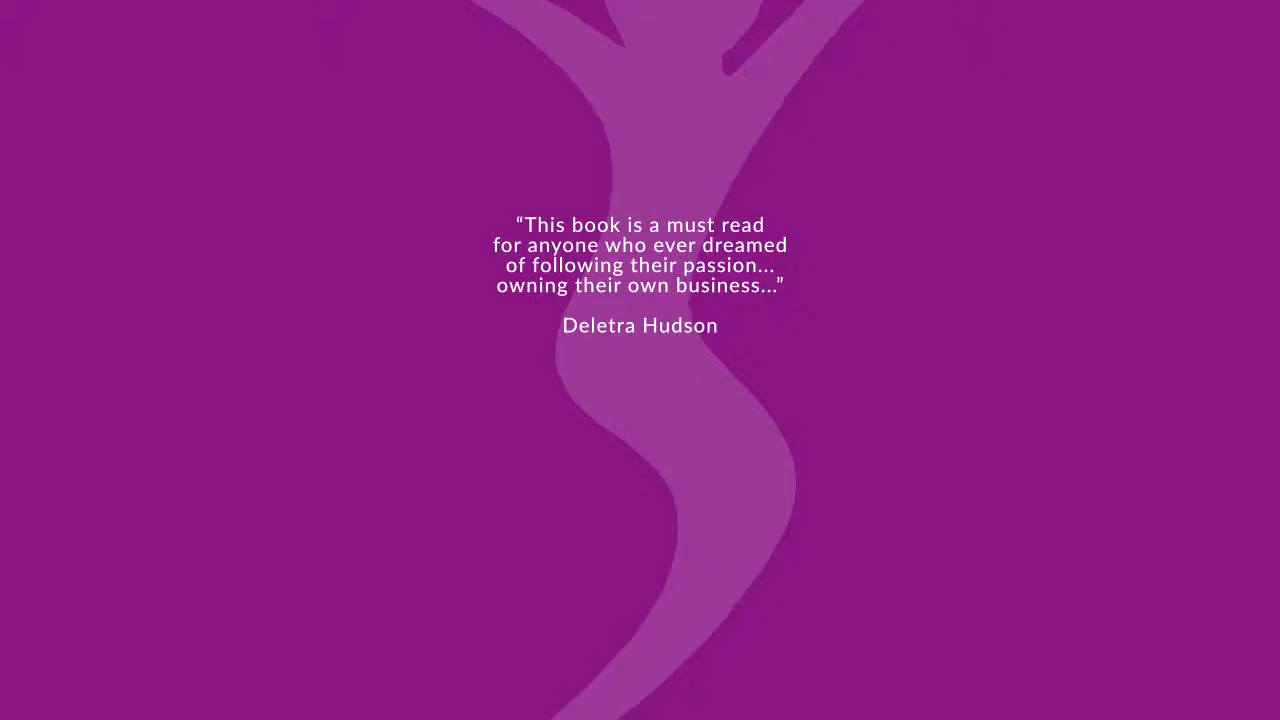 “This book is a must read
for anyone who ever dreamed
of following their passion...
owning their own business...”
Deletra Hudson